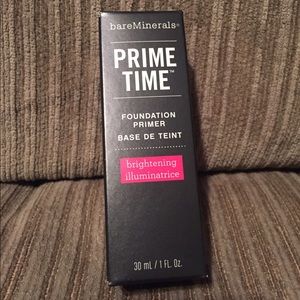 bareMinerals®
PRIME
TIME™
FOUNDATION
PRIMER
BASE DE TEINT
brightening
illuminatrice
30 mL / 1 FL. Oz.